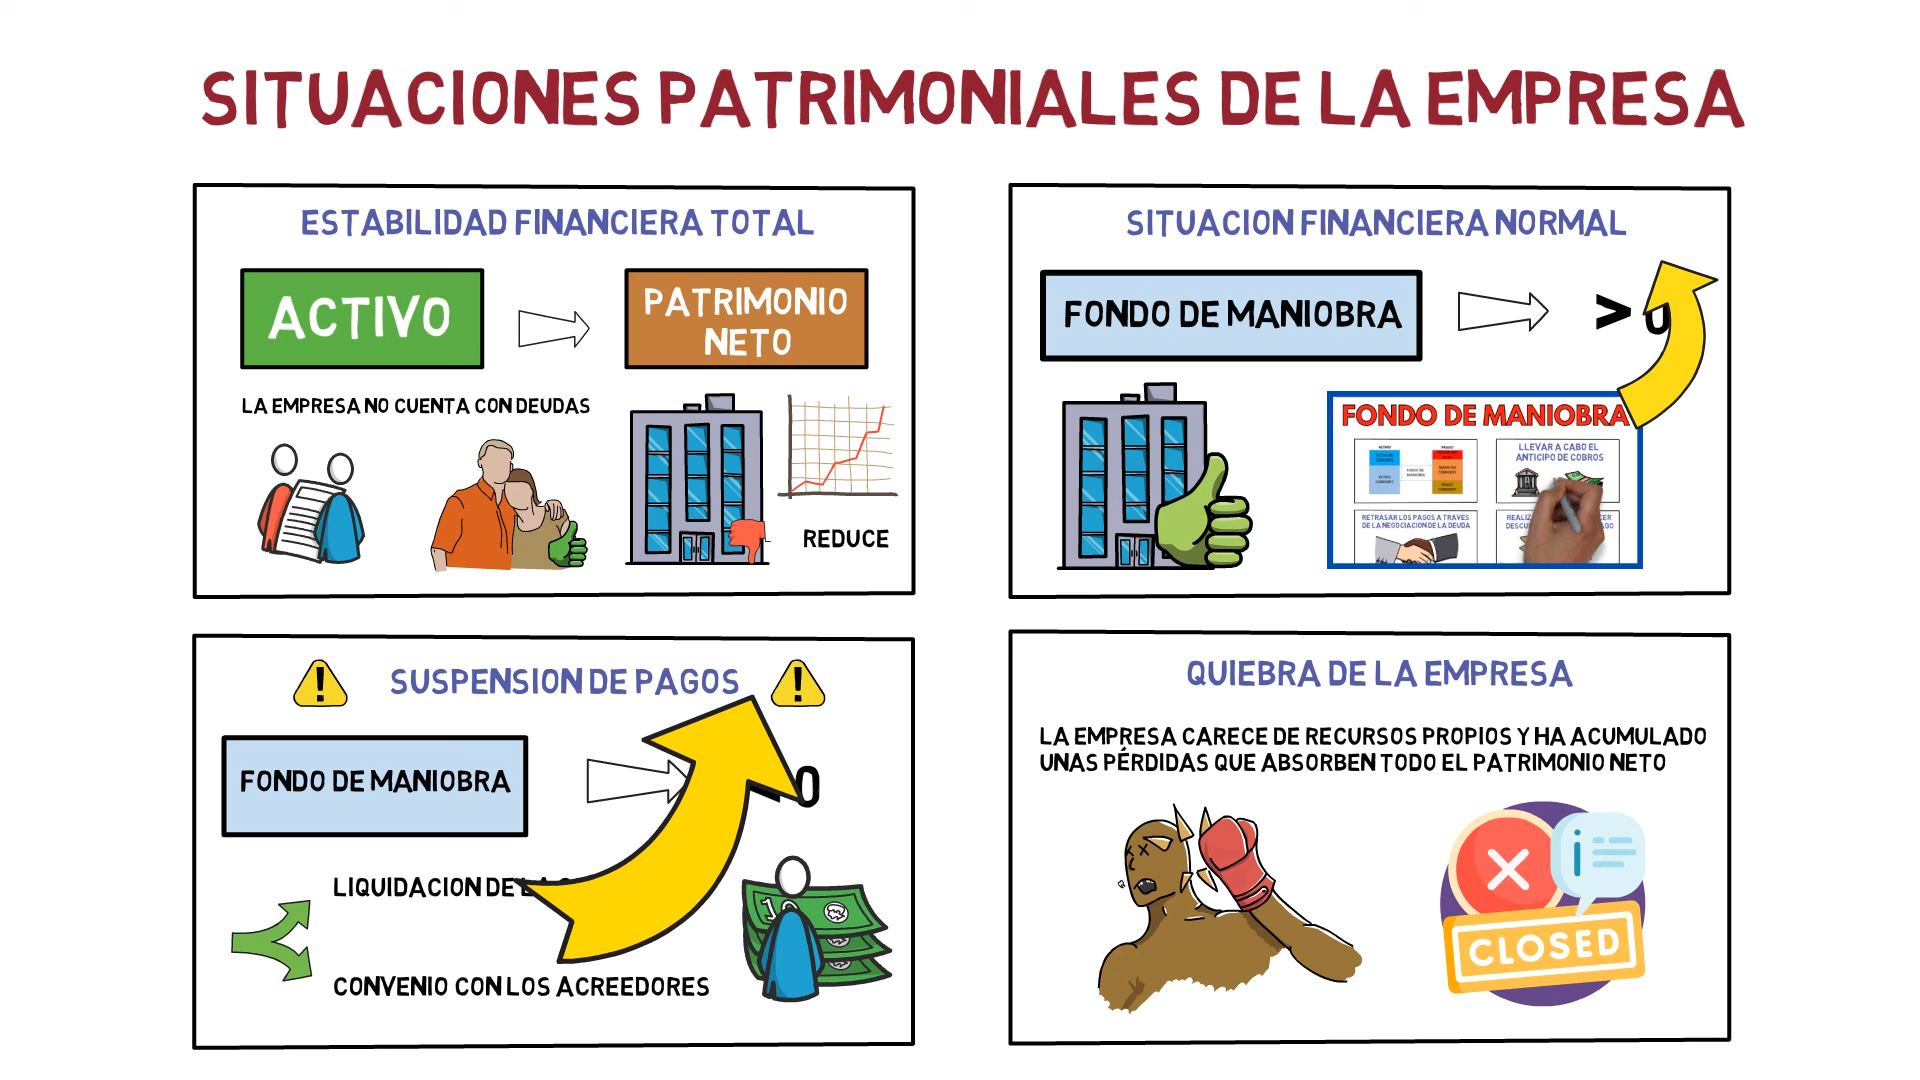 SITUACIONES PATRIMONIALES DE LA EMPRESA
ESTABILIDAD FINANCIERA TOTAL
ACTIVO
PATRIMONIO
NETO
LA EMPRESA NO CUENTA CON DEUDAS
REDUCE
SITUACION FINANCIERA NORMAL
FONDO DE MANIOBRA
> 0
FONDO DE MANIOBRA
LLEVAR A CABO EL
ANTICIPO DE COBROS
RETRASAR LOS PAGOS A TRAVES
DE LA NEGOCIACION DE LA DEUDA
SUSPENSION DE PAGOS
FONDO DE MANIOBRA
0
LIQUIDACION DE LA
CONVENIO CON LOS ACREEDORES
QUIEBRA DE LA EMPRESA
LA EMPRESA CARECE DE RECURSOS PROPIOS Y HA ACUMULADO
UNAS PÉRDIDAS QUE ABSORBEN TODO EL PATRIMONIO NETO
i
CLOSED